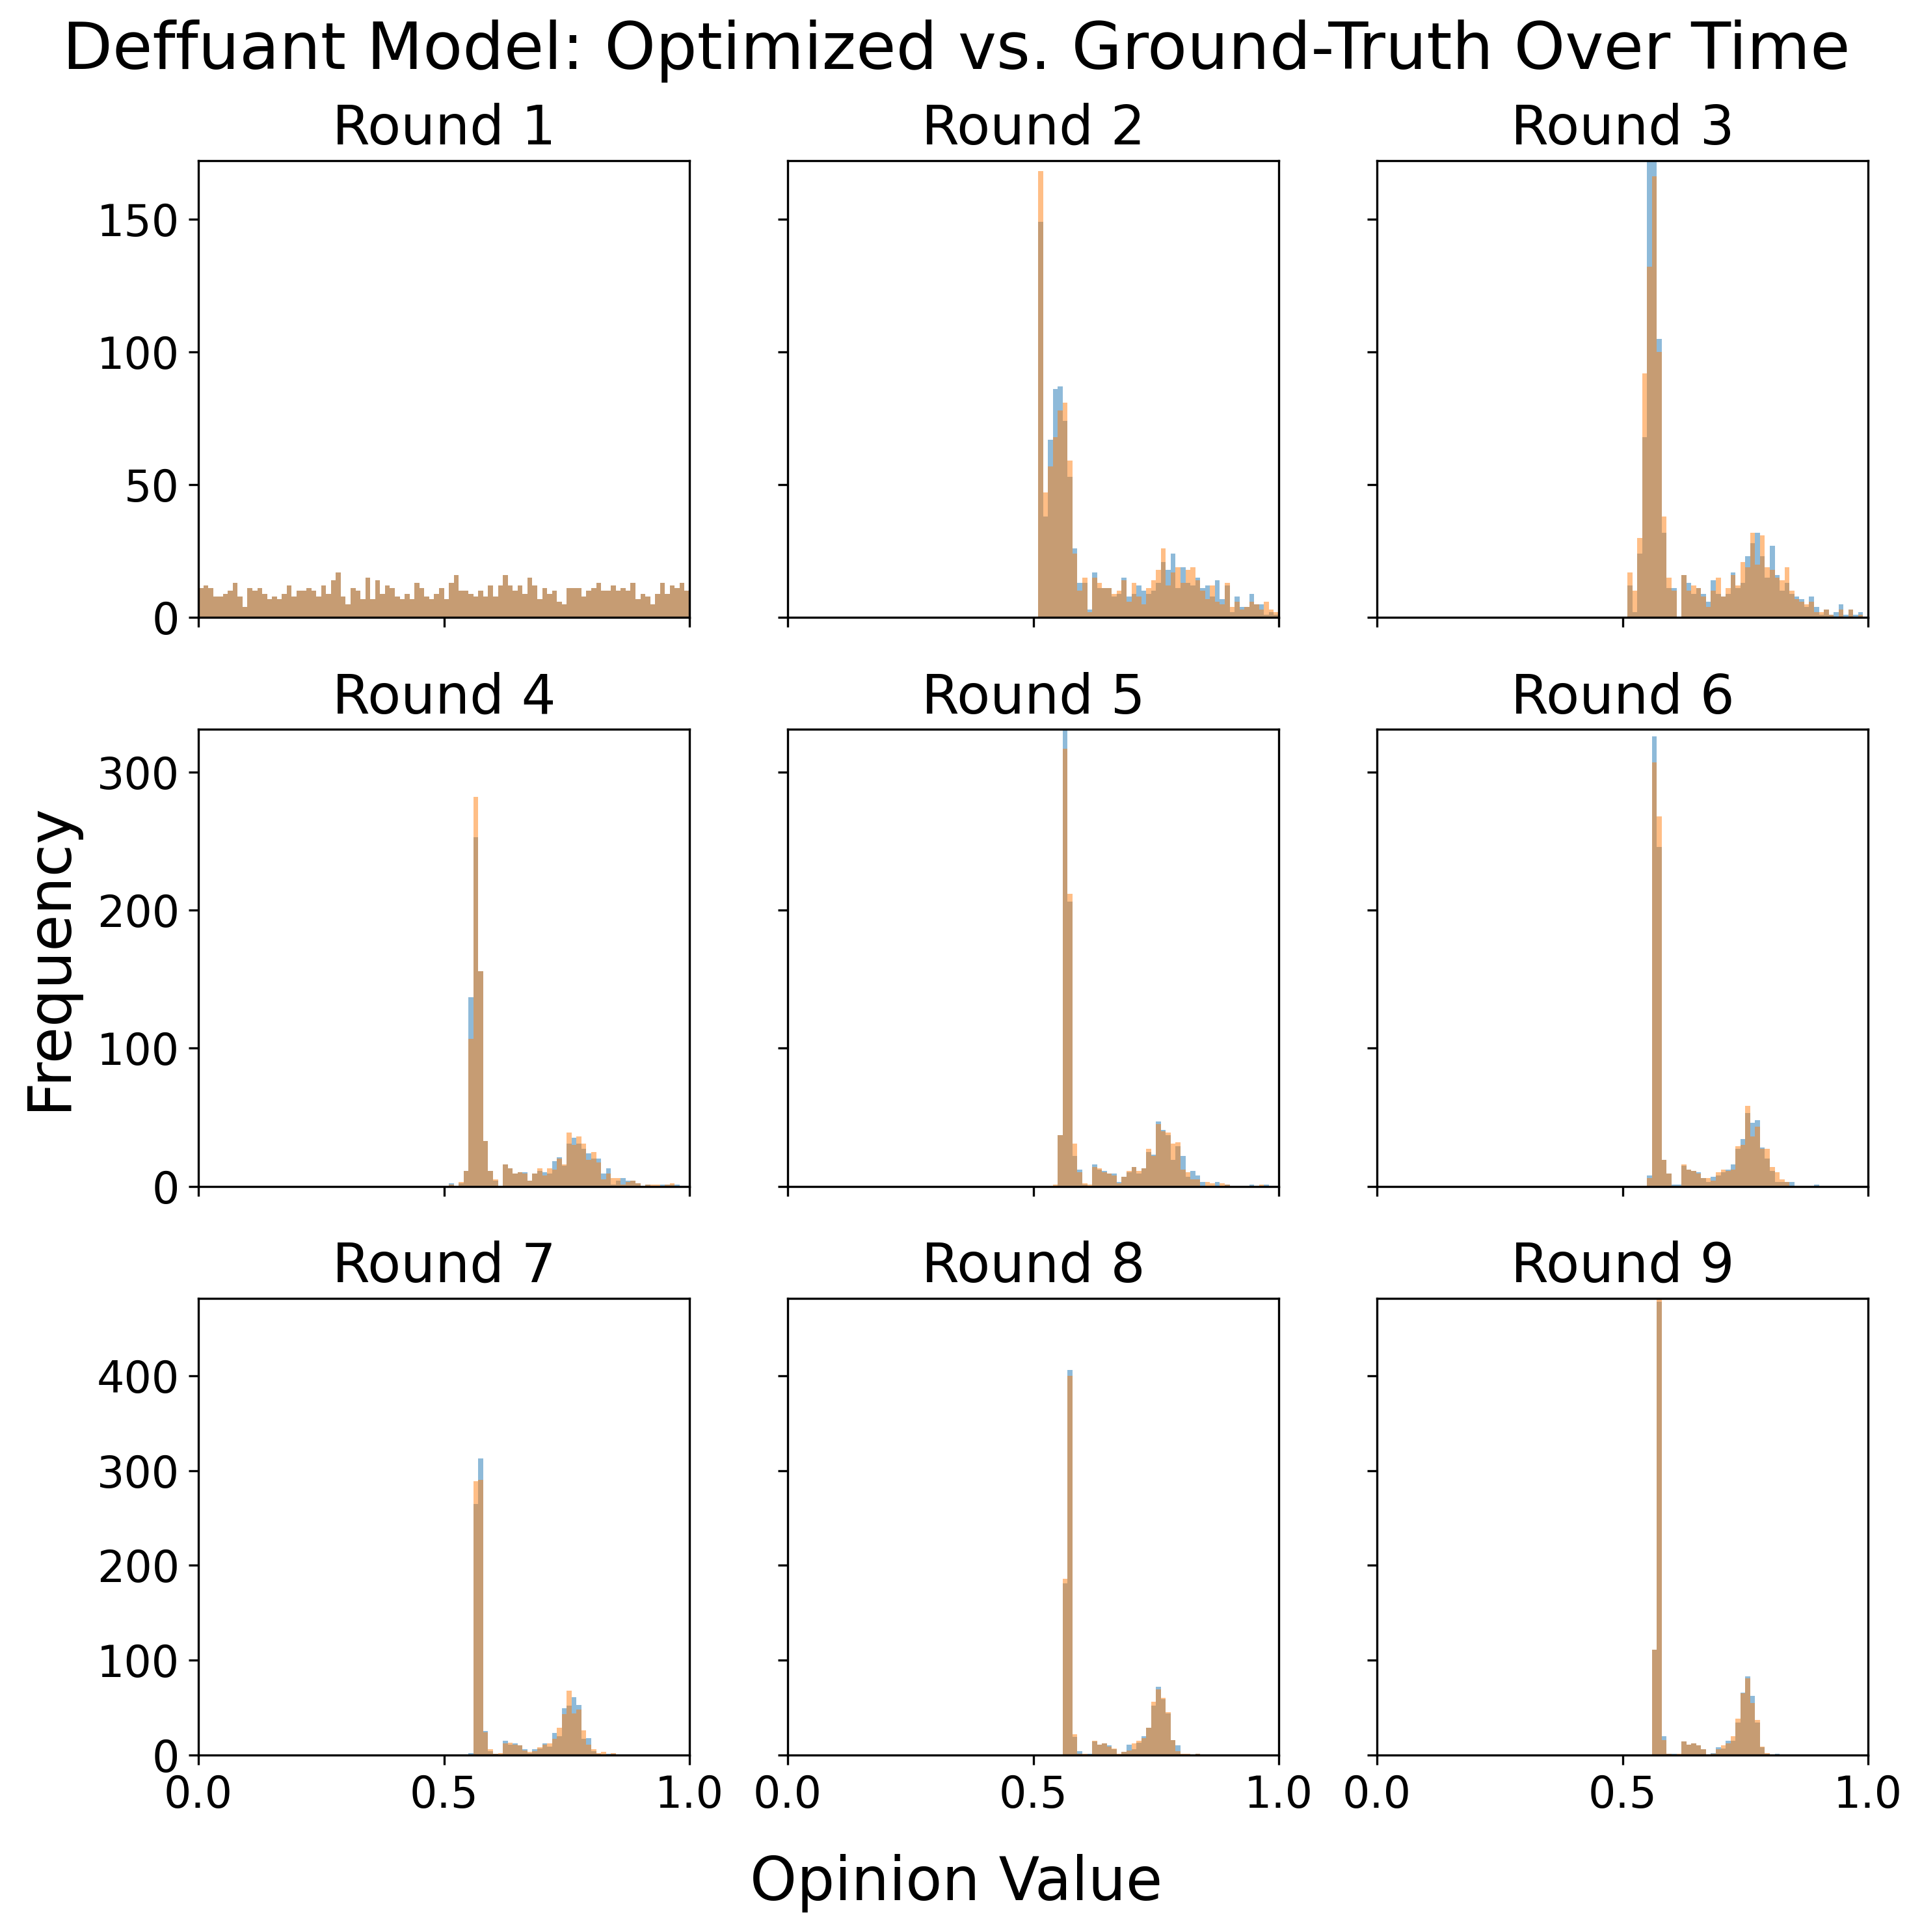 Deffuant Model: Optimized vs. Ground-Truth Over Time
Round 1
Round 2
Round 3
150
100
50
0
Round 4
Round 5
Round 6
300
200
100
0
Frequency
Round 7
Round 8
Round 9
400
300
200
100
0
0.0 0.5 1.0 0.0 0.5 1.0 0.0 0.5 1.0
Opinion Value